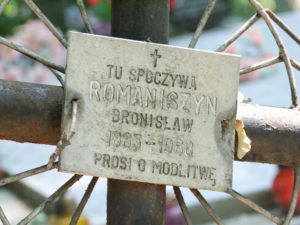 TU SPOCZYWA
ROMANISZYN
BRONISŁAW
PROSI O MODLITWĘ